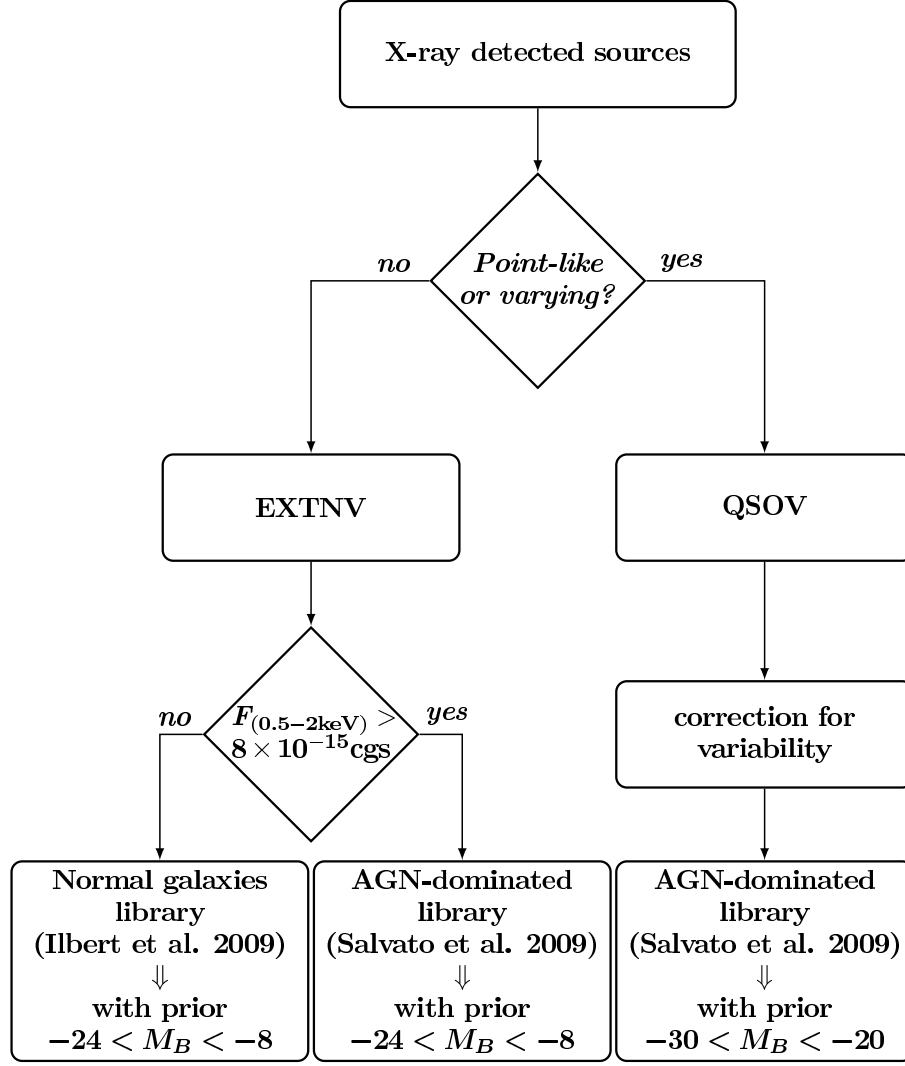 X-ray detected sources
Point-like
or varying?
no
yes
EXTNV
QSOV
F(0.5−2keV) >
8 × 10−15cgs
no
yes
correction for
variability
Normal galaxies
library
(Ilbert et al. 2009)
⇓
with prior
−24 < MB < −8
AGN-dominated
library
(Salvato et al. 2009)
⇓
with prior
−24 < MB < −8
AGN-dominated
library
(Salvato et al. 2009)
⇓
with prior
−30 < MB < −20